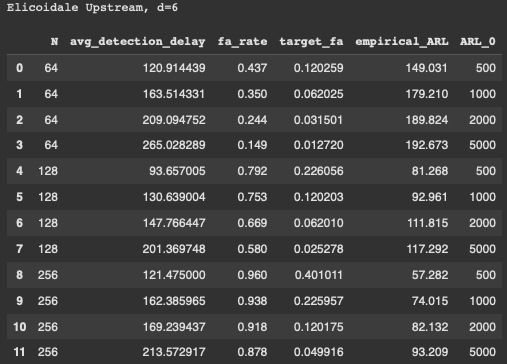 Elicoidale Upstream, d=6
N avg_detection_delay fa_rate target_fa empirical_ARL ARL_0
0 64 120.914439 0.437 0.120259 149.031 500
1 64 163.514331 0.350 0.062025 179.210 1000
2 64 209.094752 0.244 0.031501 189.824 2000
3 64 265.028289 0.149 0.012720 192.673 5000
4 128 93.657005 0.792 0.226056 81.268 500
5 128 130.639004 0.753 0.120203 92.961 1000
6 128 147.766447 0.669 0.062010 111.815 2000
7 128 201.369748 0.580 0.025278 117.292 5000
8 256 121.475000 0.960 0.401011 57.282 500
9 256 162.385965 0.938 0.225957 74.015 1000
10 256 169.239437 0.918 0.120175 82.132 2000
11 256 213.572917 0.878 0.049916 93.209 5000